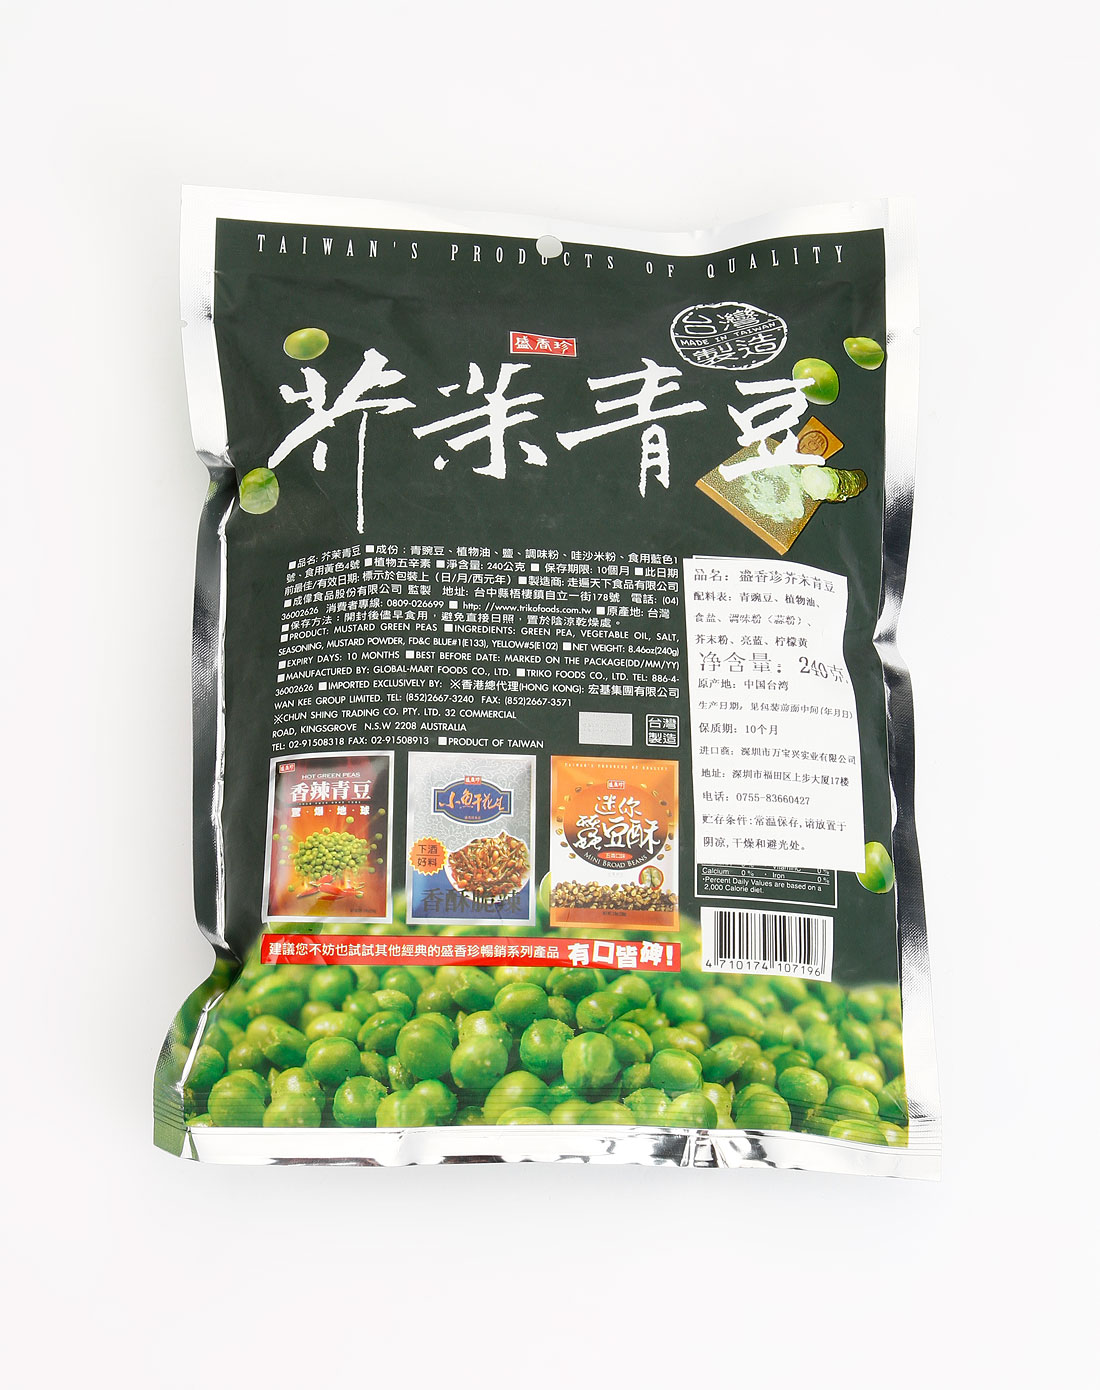 TAIWAN'S PRODUCTS OF QUALITY
台灣
MADE IN TAIWAN
製造
盛香珍
芥茉青豆
■品名: 芥茉青豆 ■成份：青豌豆、植物油、鹽、調味粉、哇沙米粉、食用藍色1
號、食用黃色4號 ■植物五辛素 ■淨含量: 240公克 ■ 保存期限: 10個月 ■此日期
前最佳/有效日期: 標示於包裝上（日/月/西元年） ■製造商: 走遍天下食品有限公司
■成偉食品股份有限公司 監製 地址: 台中縣梧棲鎮自立一街178號 電話: (04)
36002626 消費者專線: 0809-026699 ■ http: //www.trikofoods.com.tw ■原產地: 台灣
■保存方法：開封後儘早食用，避免直接日照，置於陰涼乾燥處。
■PRODUCT: MUSTARD GREEN PEAS ■INGREDIENTS: GREEN PEA, VEGETABLE OIL, SALT,
SEASONING, MUSTARD POWDER, FD&C BLUE#1(E133), YELLOW#5(E102) ■NET WEIGHT: 8.46oz(240g)
■EXPIRY DAYS: 10 MONTHS ■BEST BEFORE DATE: MARKED ON THE PACKAGE(DD/MM/YY)
■MANUFACTURED BY: GLOBAL-MART FOODS CO., LTD. ■TRIKO FOODS CO., LTD. TEL: 886-4-
36002626 ■IMPORTED EXCLUSIVELY BY: ※香港總代理(HONG KONG): 宏基集團有限公司
WAN KEE GROUP LIMITED. TEL: (852)2667-3240 FAX: (852)2667-3571
※CHUN SHING TRADING CO. PTY. LTD. 32 COMMERCIAL
ROAD, KINGSGROVE N.S.W 2208 AUSTRALIA
TEL: 02-91508318 FAX: 02-91508913 ■PRODUCT OF TAIWAN
台灣
製造
品名：盛香珍芥末青豆
配料表：青豌豆、植物油、
食盐、调味粉（蒜粉）、
芥末粉、亮蓝、柠檬黄
净含量：240克
原产地：中国台湾
生产日期：见包装袋前面中间(年月日)
保质期：10个月
进口商：深圳市万宝兴实业有限公司
地址：深圳市福田区上步大厦17楼
电话：0755-83660427
贮存条件:常温保存,请放置于
阴凉,干燥和避光处。
Calcium 0% · Iron 0%
·Percent Daily Values are based on a
2,000 Calorie diet.
盛香珍
HOT GREEN PEAS
香辣青豆
盛香珍
小魚干花生
下酒
好料
香酥脆辣
盛香珍
迷你
蠶豆酥
五香口味
MINI BROAD BEANS
建議您不妨也試試其他經典的盛香珍暢銷系列產品 有口皆碑!
4 710174 107196